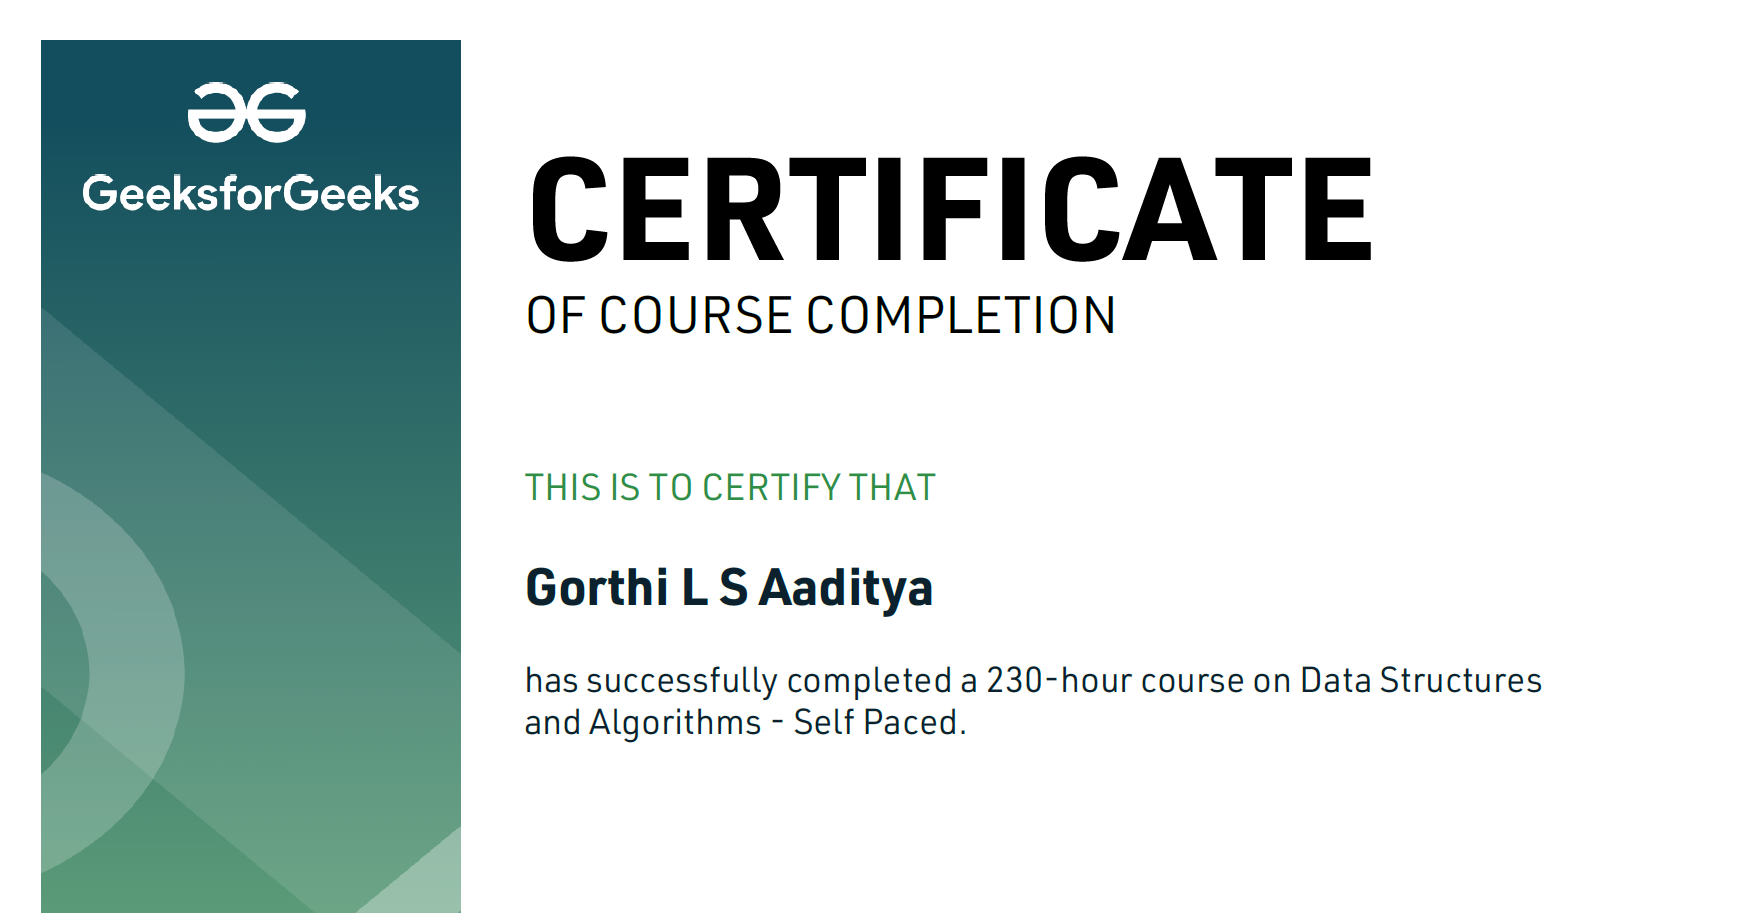 GeeksforGeeks
CERTIFICATE
OF COURSE COMPLETION
THIS IS TO CERTIFY THAT
Gorthi L S Aaditya
has successfully completed a 230-hour course on Data Structures
and Algorithms - Self Paced.